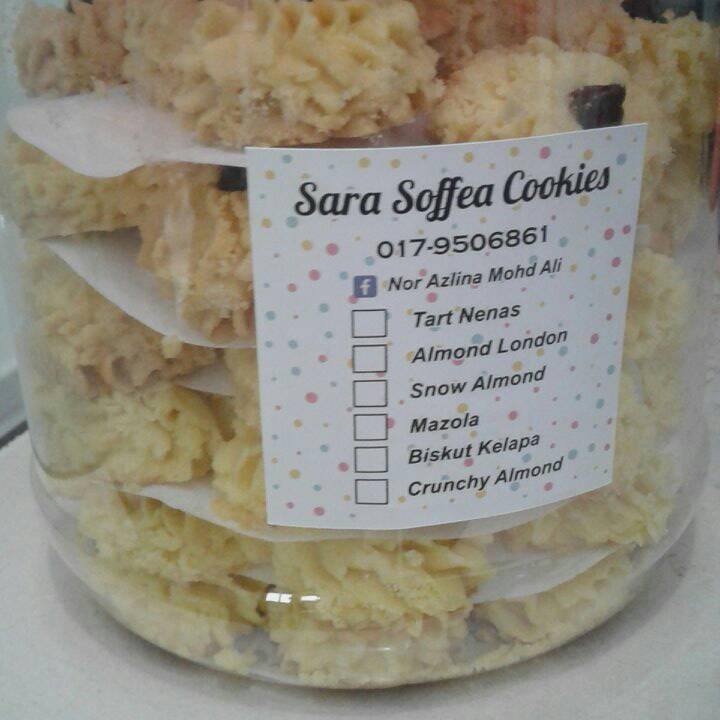 Sara Soffea Cookies
017-9506861
f Nor Azlina Mohd Ali
Tart Nenas
Almond London
Snow Almond
Mazola
Biskut Kelapa
Crunchy Almond